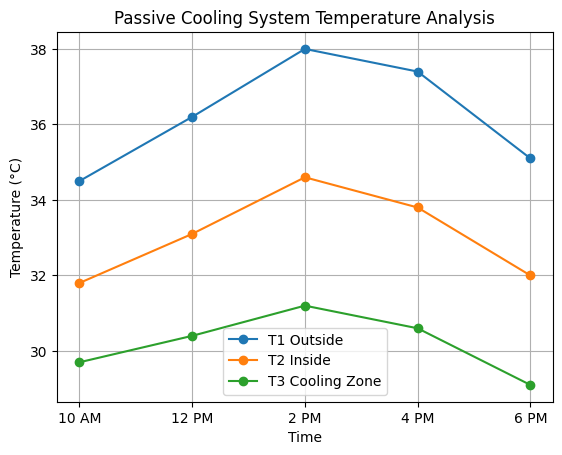 Passive Cooling System Temperature Analysis
Temperature (°C)
38
36
34
32
30
T1 Outside
T2 Inside
T3 Cooling Zone
10 AM
12 PM
2 PM
4 PM
6 PM
Time